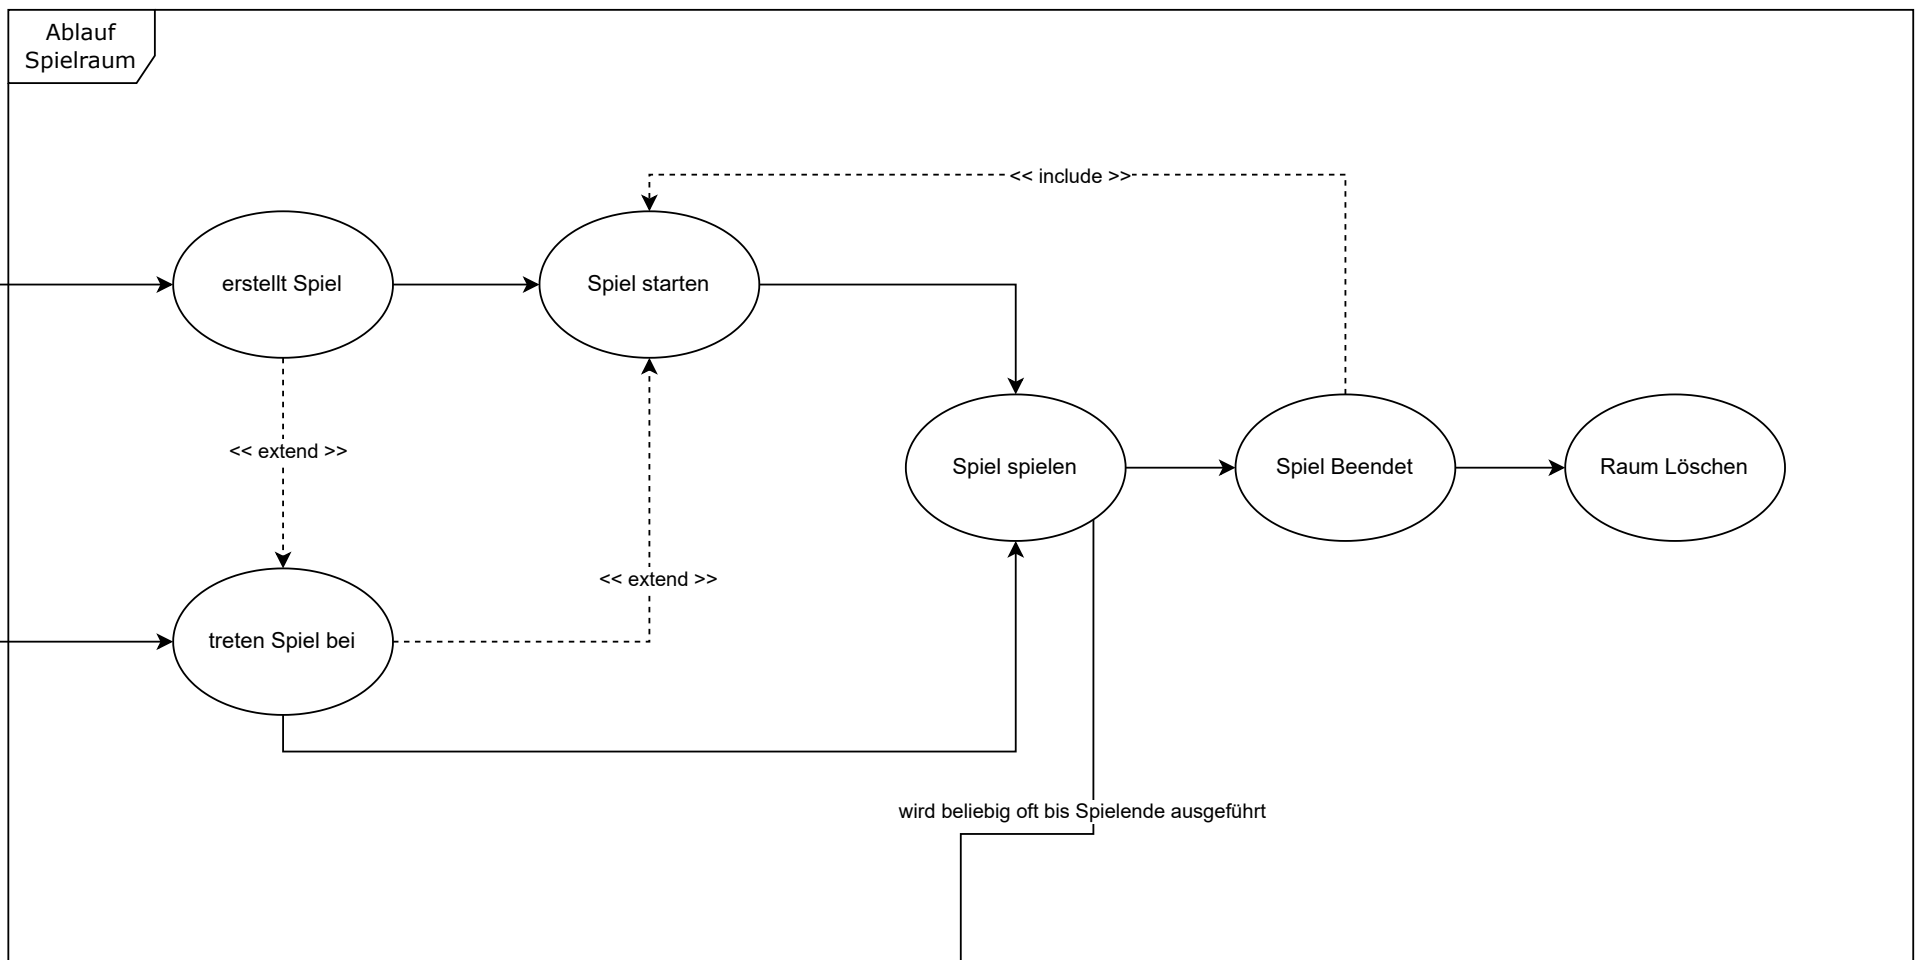 Ablauf
Spielraum
<< include >>
erstellt Spiel
Spiel starten
<< extend >>
Spiel spielen
Spiel Beendet
Raum Löschen
<< extend >>
treten Spiel bei
wird beliebig oft bis Spielende ausgeführt